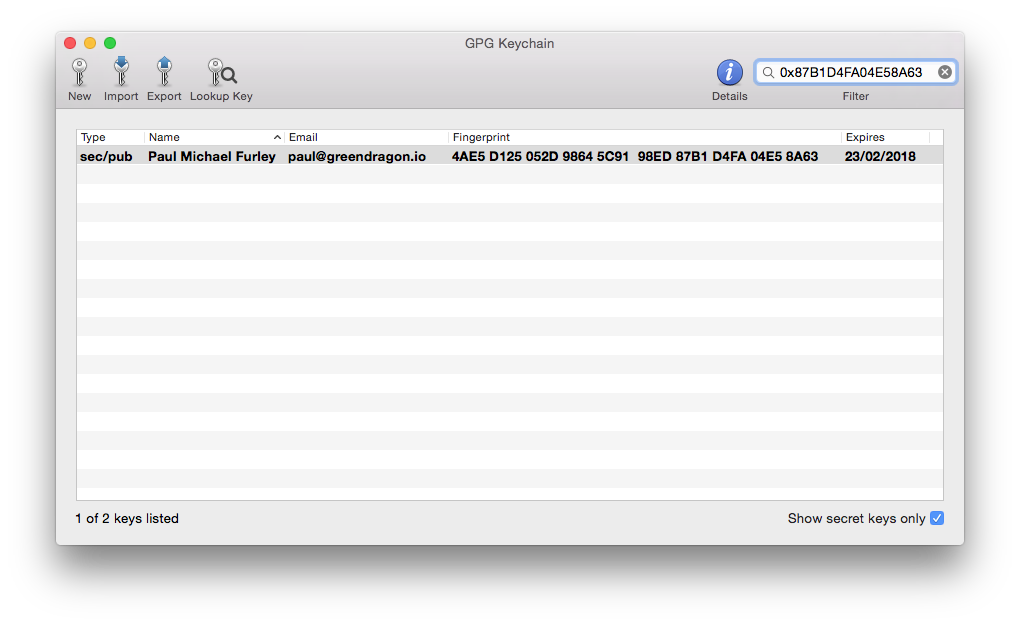 GPG Keychain
New Import Export Lookup Key Details 0x87B1D4FA04E58A63 Filter
Type Name Email Fingerprint Expires
sec/pub Paul Michael Furley paul@greendragon.io 4AE5 D125 052D 9864 5C91 98ED 87B1 D4FA 04E5 8A63 23/02/2018
1 of 2 keys listed Show secret keys only